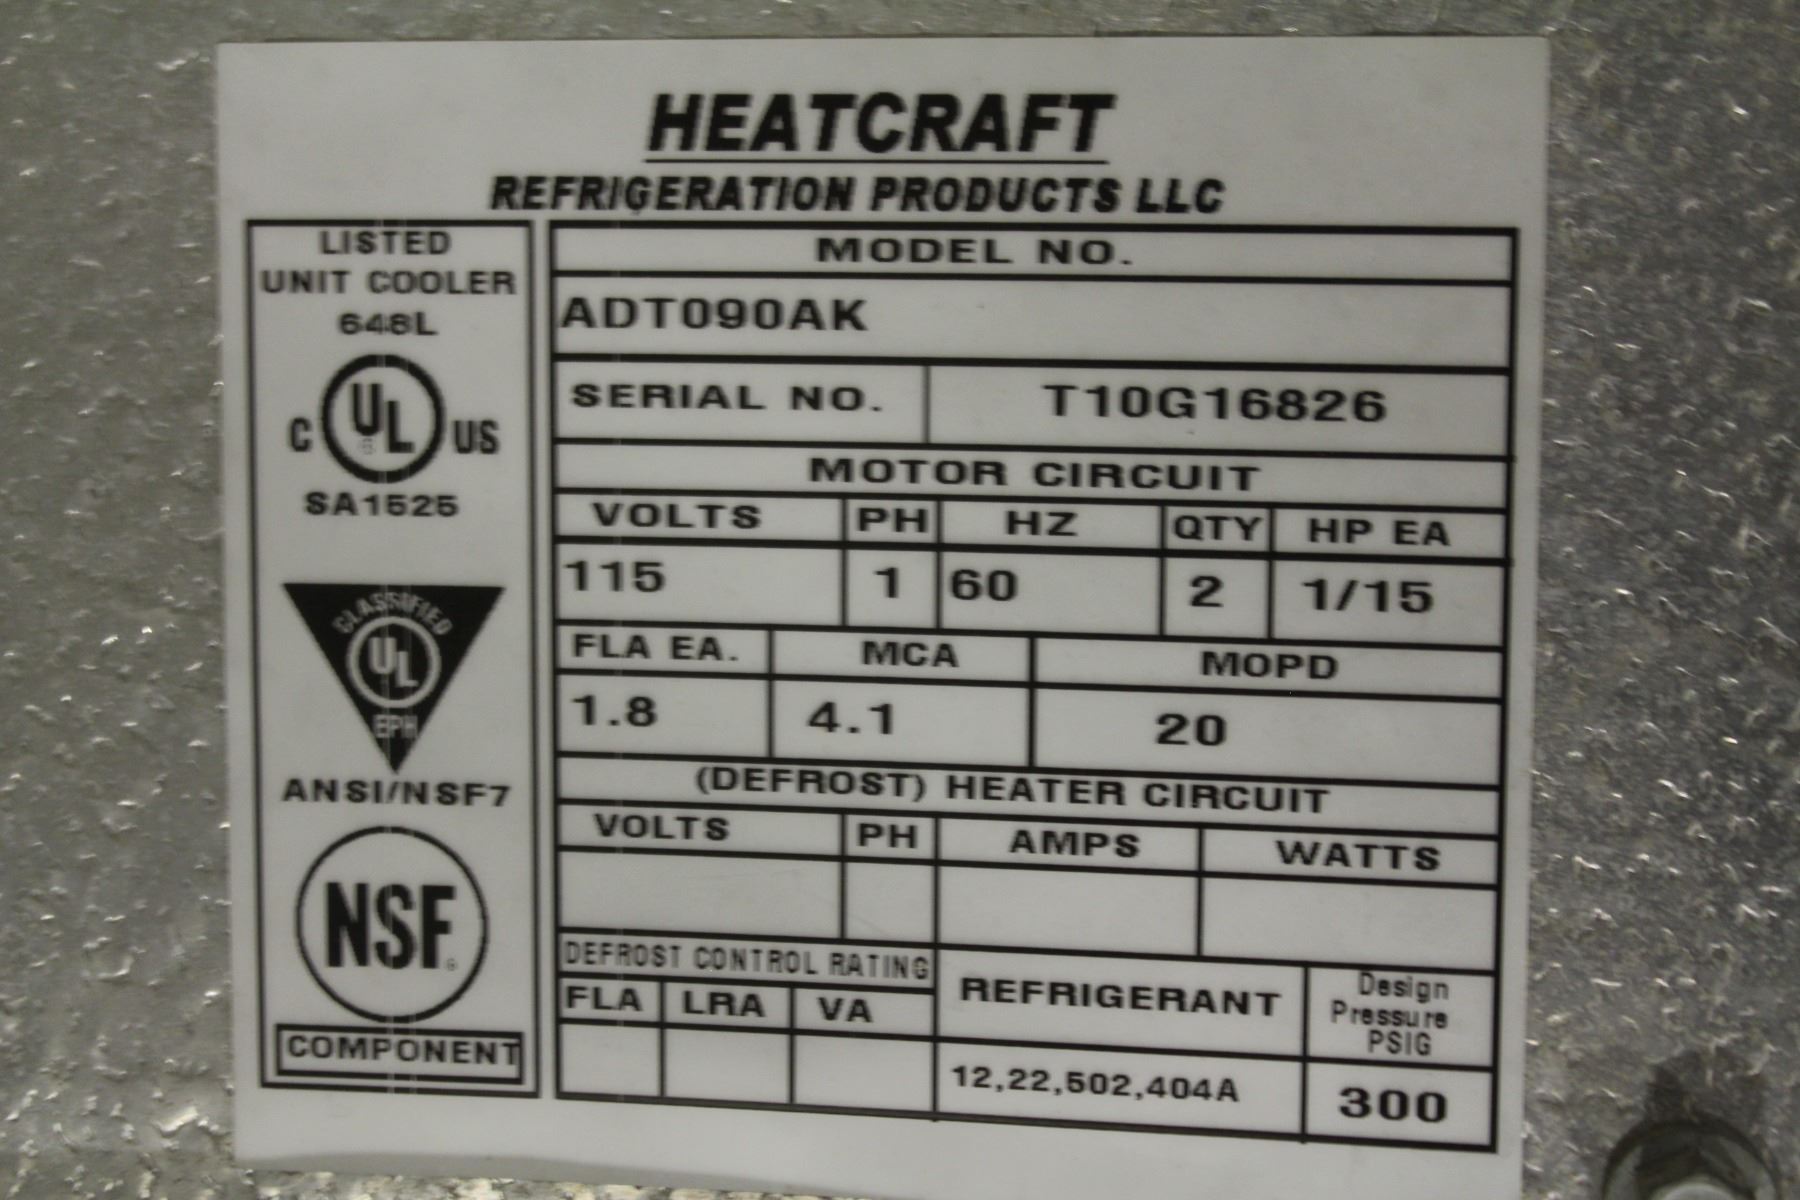 HEATCRAFT
REFRIGERATION PRODUCTS LLC
LISTED
UNIT COOLER
648L
C UL US
SA1525
CLASSIFIED
UL
EPH
ANSI/NSF7
NSF
COMPONENT
MODEL NO.
ADT090AK
SERIAL NO. T10G16826
MOTOR CIRCUIT
VOLTS PH HZ QTY HP EA
115 1 60 2 1/15
FLA EA. MCA MOPD
1.8 4.1 20
(DEFROST) HEATER CIRCUIT
VOLTS PH AMPS WATTS
DEFROST CONTROL RATING
FLA LRA VA
REFRIGERANT
12,22,502,404A
Design
Pressure
PSIG
300